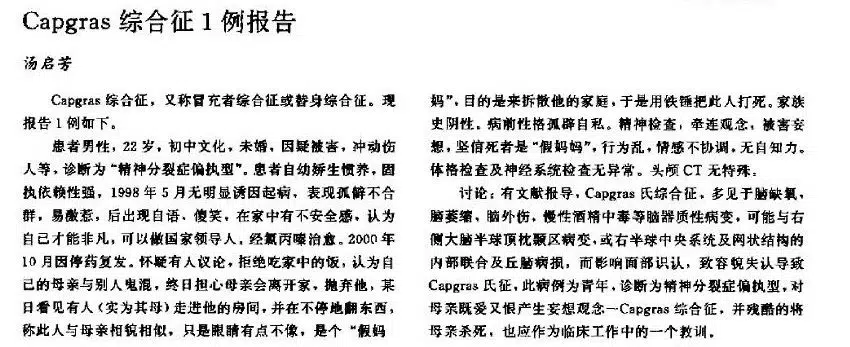 Capgras 综合征 1 例报告
汤启芳
Capgras 综合征，又称冒充者综合征或替身综合征。现
报告 1 例如下。
患者男性，22 岁，初中文化，未婚，因疑被害，冲动伤
人等，诊断为“精神分裂症偏执型”。患者自幼娇生惯养，固
执依赖性强，1998 年 5 月无明显诱因起病，表现孤僻不合
群，易激惹，后出现自语、傻笑，在家中有不安全感，认为
自己才能非凡，可以做国家领导人。经氯丙嗪治愈。2000 年
10 月因停药复发。怀疑有人议论，拒绝吃家中的饭，认为自
己的母亲与别人鬼混，终日担心母亲会离开家，抛弃他，某
日看见有人（实为其母）走进他的房间，并在不停地翻东西，
称此人与母亲相貌相似，只是眼睛有点不像，是个“假妈
妈”，目的是来拆散他的家庭，于是用铁锤把此人打死。家族
史阴性。病前性格孤辟自私。精神检查：牵连观念，被害妄
想，坚信死者是“假妈妈”，行为乱，情感不协调，无自知力。
体格检查及神经系统检查无异常。头颅 CT 无特殊。
讨论：有文献报导，Capgras 氏综合征，多见于脑缺氧，
脑萎缩，脑外伤，慢性酒精中毒等脑器质性病变，可能与右
侧大脑半球顶枕颞区病变，或右半球中央系统及网状结构的
内部联合及丘脑病损，而影响面部识认，致容貌失认导致
Capgras 氏征，此病例为青年，诊断为精神分裂症偏执型，对
母亲既爱又恨产生妄想观念—Capgras 综合征，并残酷的将
母亲杀死，也应作为临床工作中的一个教训。